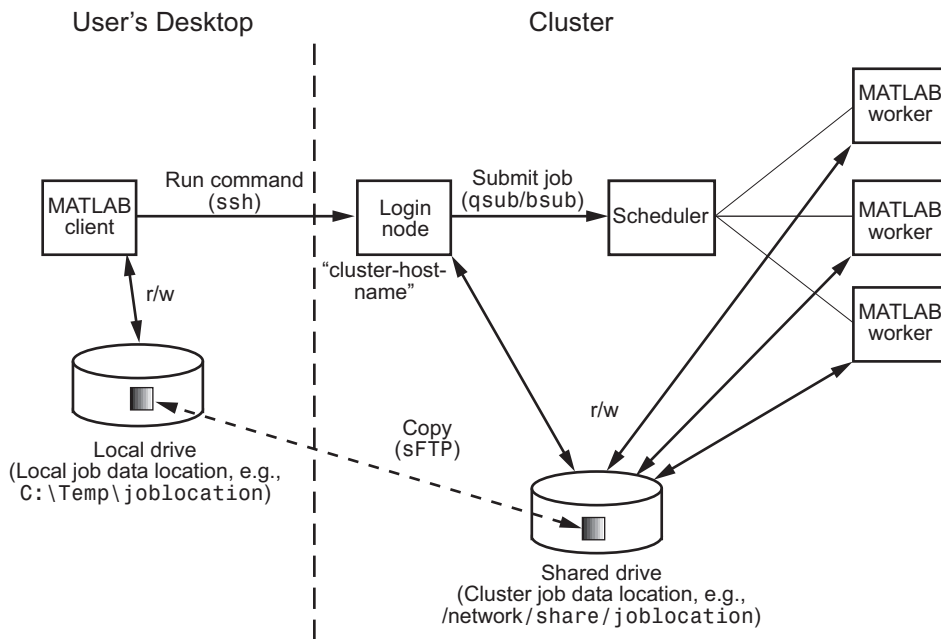 User's Desktop
Cluster
MATLAB
worker
Run command
(ssh)
Submit job
(qsub/bsub)
MATLAB
client
Login
node
Scheduler
MATLAB
worker
“cluster-host-
name”
r/w
MATLAB
worker
r/w
Copy
(sFTP)
Local drive
(Local job data location, e.g.,
C:\Temp\joblocation)
Shared drive
(Cluster job data location, e.g.,
/network/share/joblocation)